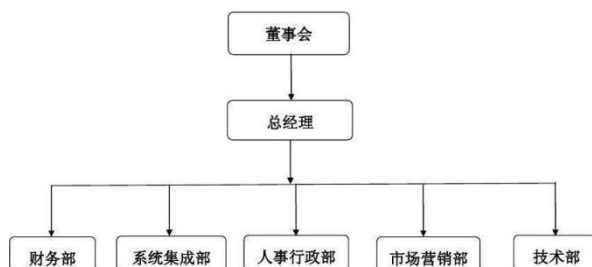 董事会
总经理
财务部
系统集成部
人事行政部
市场营销部
技术部